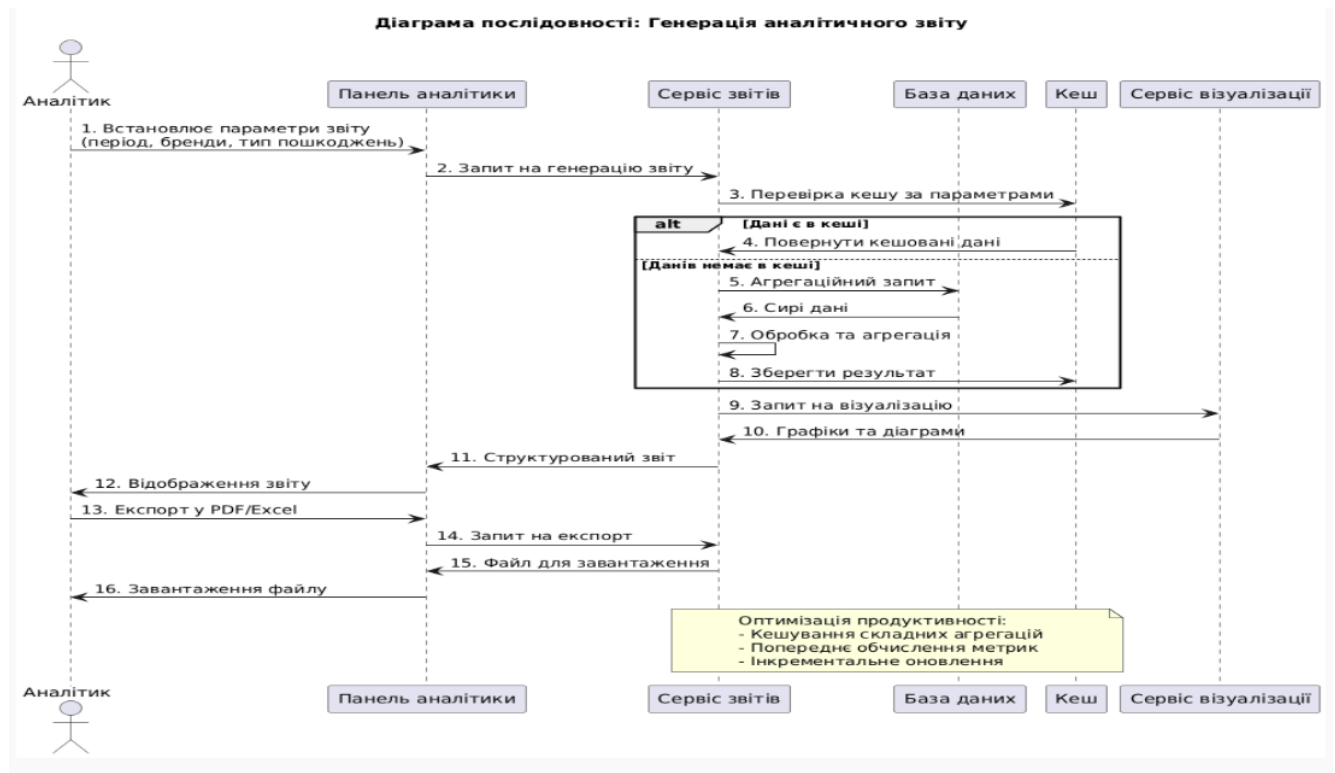 Діаграма послідовності: Генерація аналітичного звіту
Аналітик
Панель аналітики
Сервіс звітів
База даних
Кеш
Сервіс візуалізації
1. Встановлює параметри звіту
(період, бренди, тип пошкоджень)
2. Запит на генерацію звіту
3. Перевірка кешу за параметрами
alt
[Дані є в кеші]
4. Повернути кешовані дані
[Данів немає в кеші]
5. Агрегаційний запит
6. Сирі дані
7. Обробка та агрегація
8. Зберегти результат
9. Запит на візуалізацію
10. Графіки та діаграми
11. Структурований звіт
12. Відображення звіту
13. Експорт у PDF/Excel
14. Запит на експорт
15. Файл для завантаження
16. Завантаження файлу
Оптимізація продуктивності:
- Кешування складних агрегацій
- Попереднє обчислення метрик
- Інкрементальне оновлення
Аналітик
Панель аналітики
Сервіс звітів
База даних
Кеш
Сервіс візуалізації